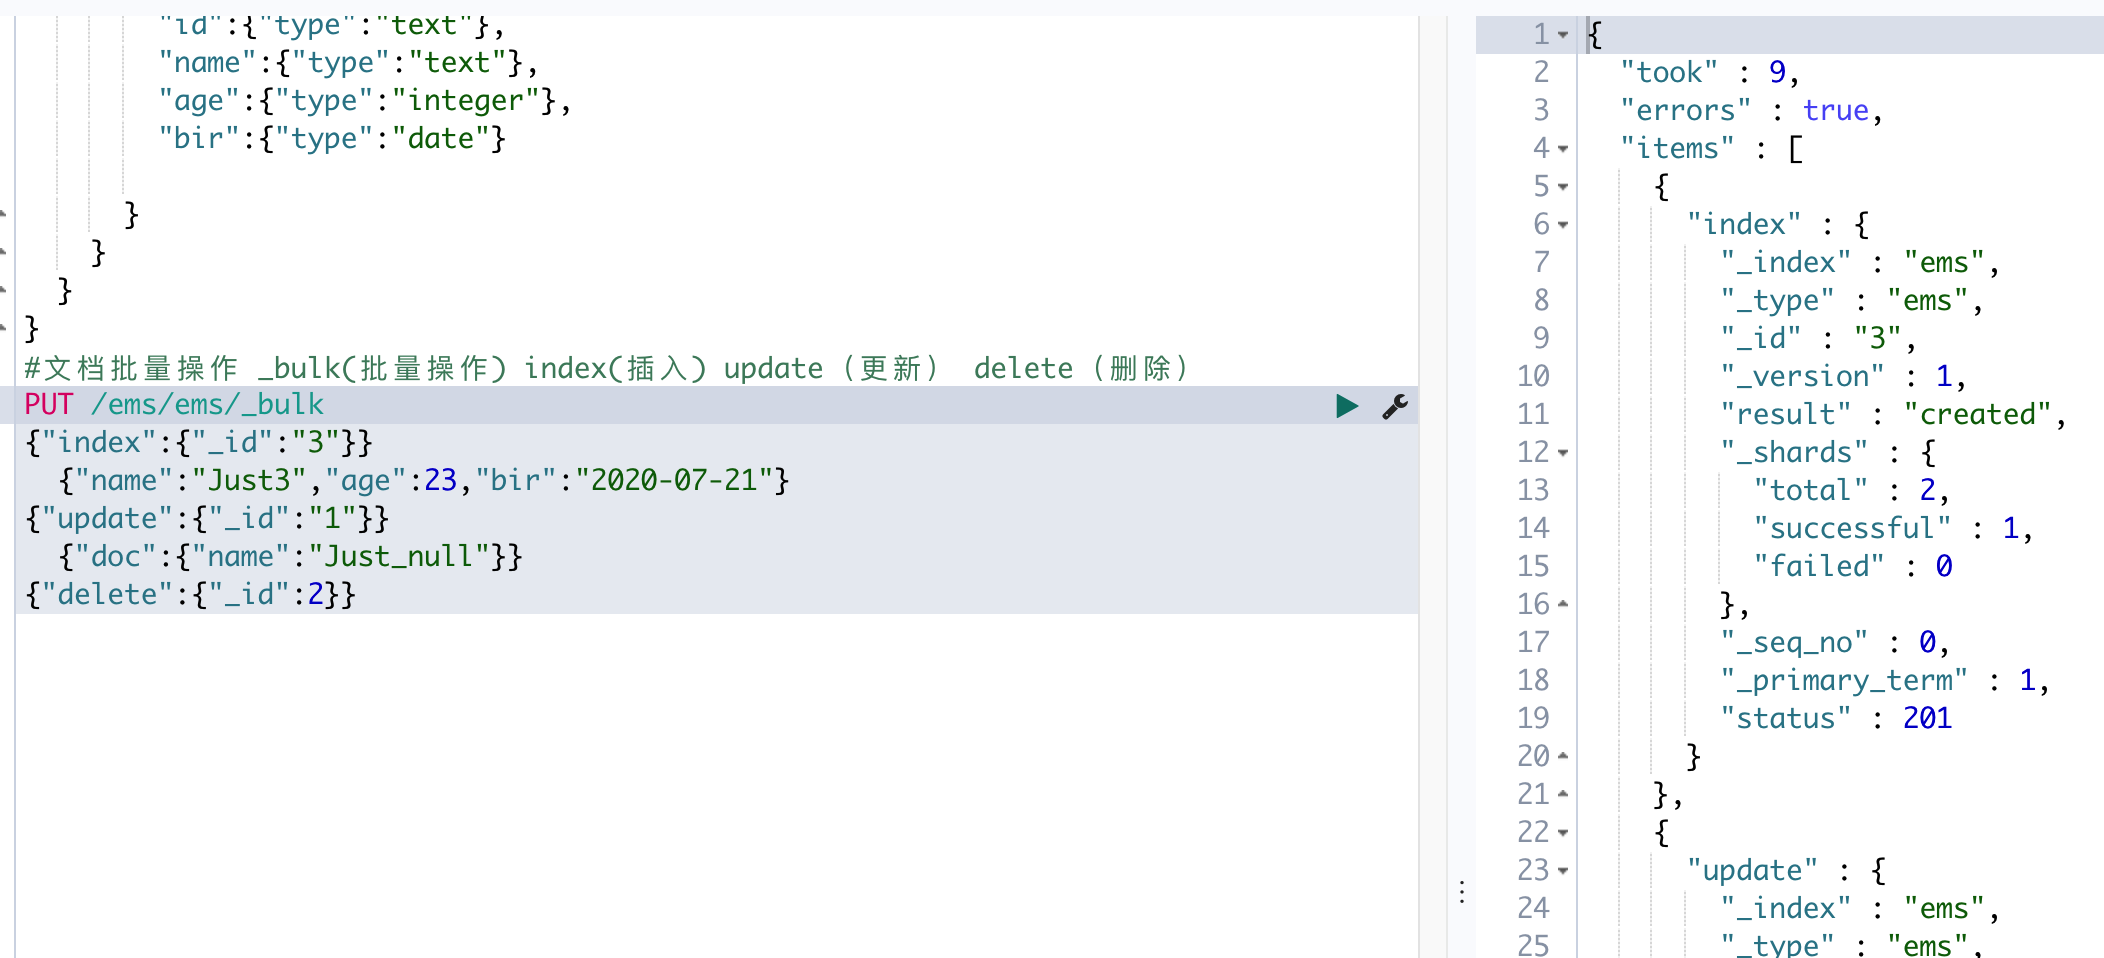 "id":{"type":"text"},
"name":{"type":"text"},
"age":{"type":"integer"},
"bir":{"type":"date"}
}
}
}
}
#文档批量操作 _bulk(批量操作) index(插入) update（更新） delete（删除）
PUT /ems/ems/_bulk
{"index":{"_id":"3"}}
{"name":"Just3","age":23,"bir":"2020-07-21"}
{"update":{"_id":"1"}}
{"doc":{"name":"Just_null"}}
{"delete":{"_id":2}}
1 {
2 "took" : 9,
3 "errors" : true,
4 "items" : [
5 {
6 "index" : {
7 "_index" : "ems",
8 "_type" : "ems",
9 "_id" : "3",
10 "_version" : 1,
11 "result" : "created",
12 "_shards" : {
13 "total" : 2,
14 "successful" : 1,
15 "failed" : 0
16 },
17 "_seq_no" : 0,
18 "_primary_term" : 1,
19 "status" : 201
20 }
21 },
22 {
23 "update" : {
24 "_index" : "ems",
25 "_type" : "ems",